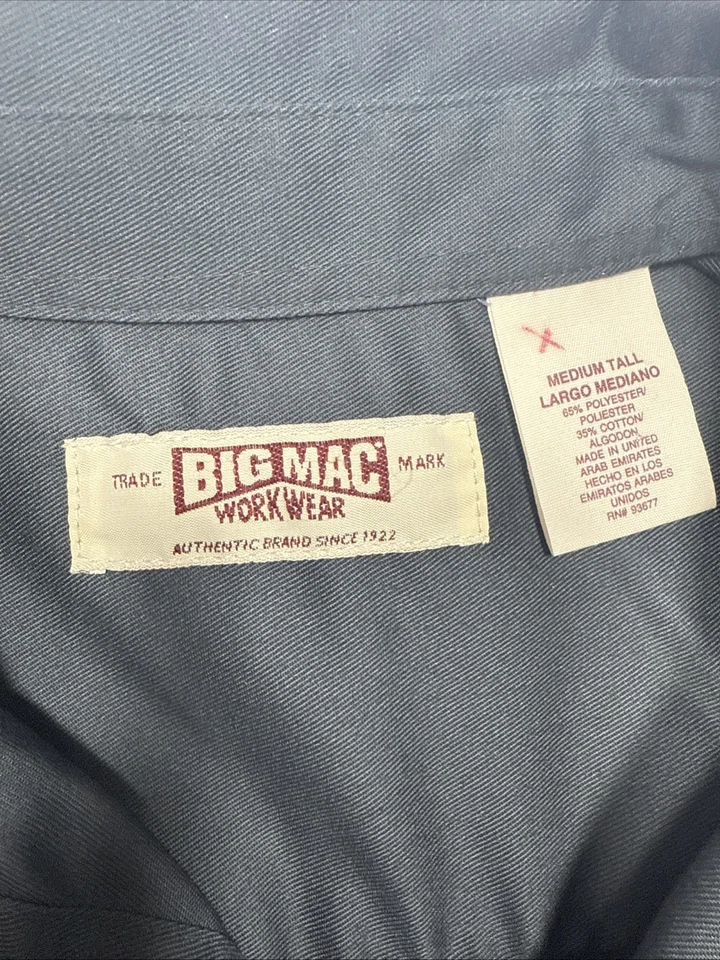 TRADE BIG MAC MARK
WORKWEAR
AUTHENTIC BRAND SINCE 1922
X
MEDIUM TALL
LARGO MEDIANO
65% POLYESTER/
POLIESTER
35% COTTON/
ALGODON
MADE IN UNITED
ARAB EMIRATES
HECHO EN LOS
EMIRATOS ARABES
UNIDOS
RN# 93677